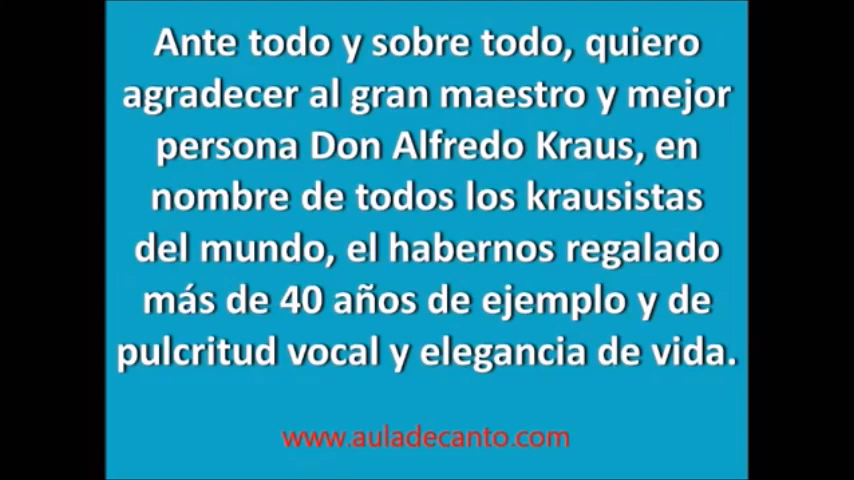 Ante todo y sobre todo, quiero
agradecer al gran maestro y mejor
persona Don Alfredo Kraus, en
nombre de todos los krausistas
del mundo, el habernos regalado
más de 40 años de ejemplo y de
pulcritud vocal y elegancia de vida.
www.auladecanto.com